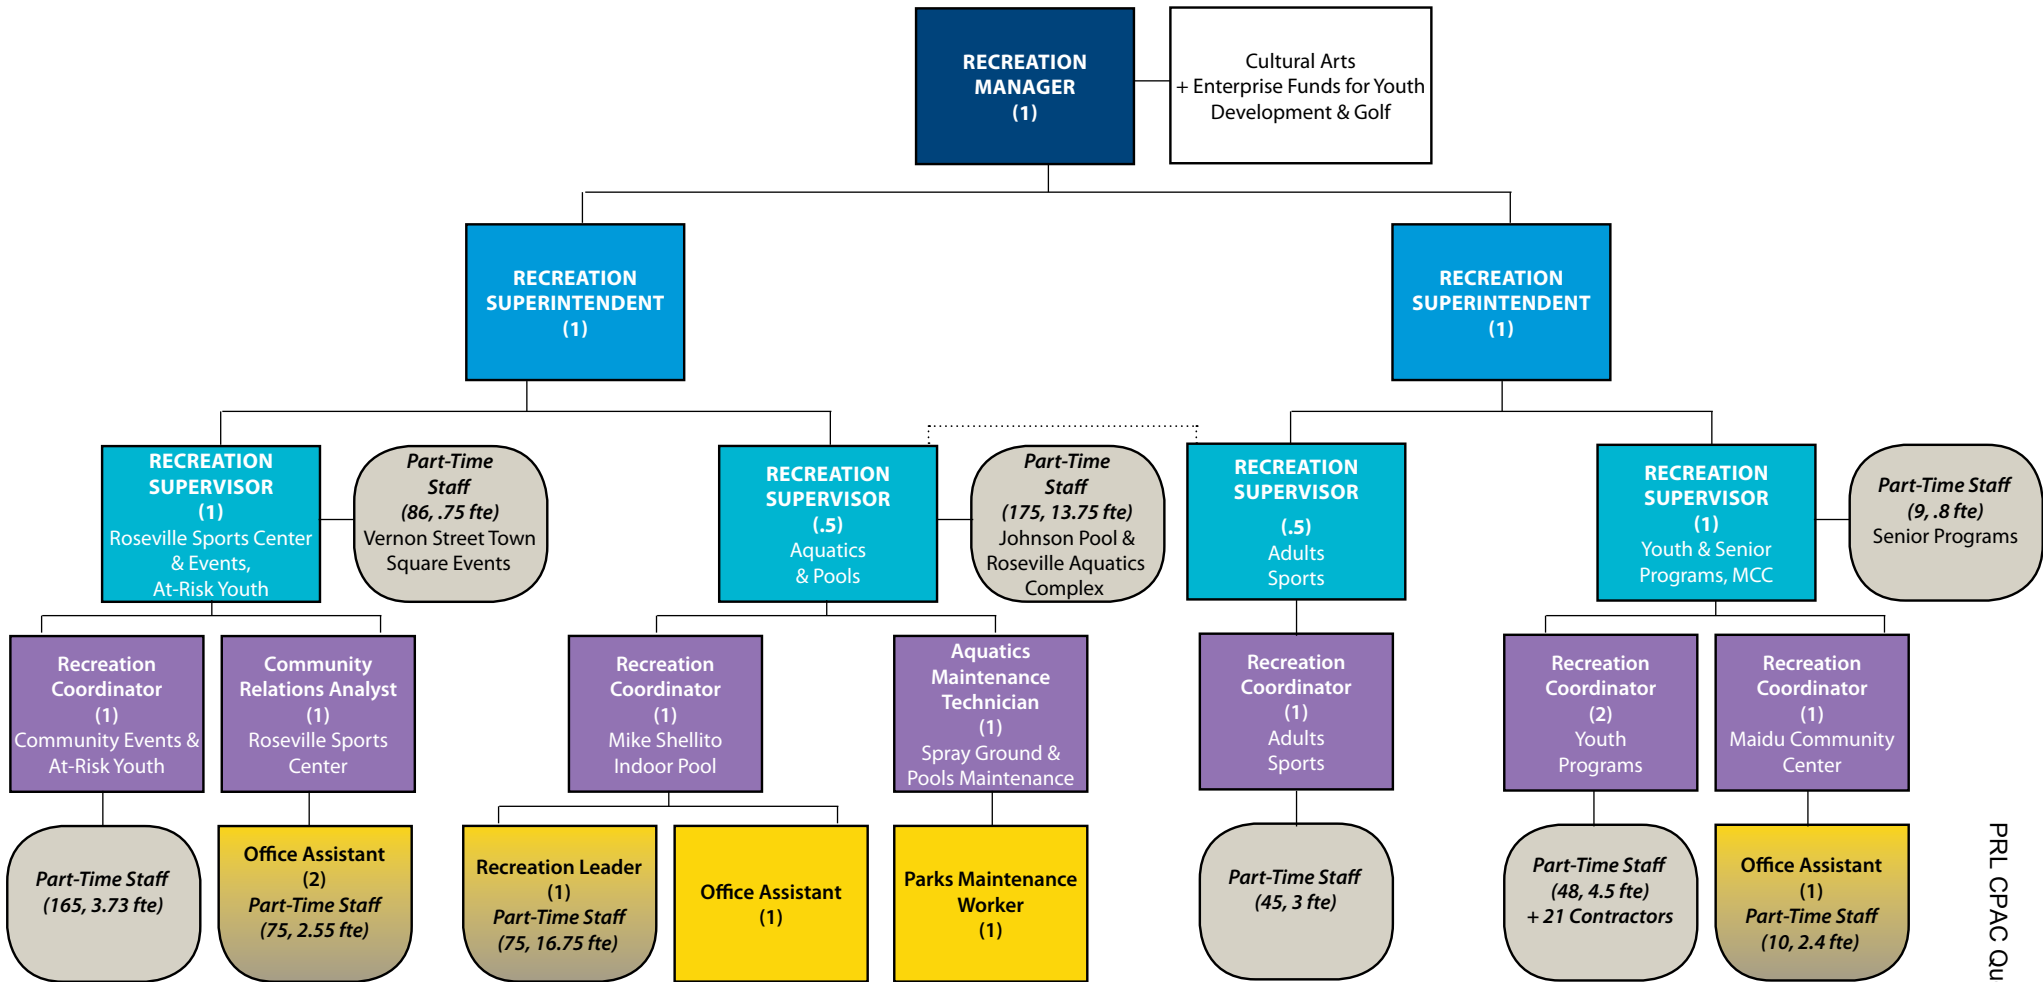 RECREATION
MANAGER
(1)
Cultural Arts
+ Enterprise Funds for Youth
Development & Golf
RECREATION
SUPERINTENDENT
(1)
RECREATION
SUPERINTENDENT
(1)
RECREATION
SUPERVISOR
(1)
Roseville Sports Center
& Events,
At-Risk Youth
Part-Time
Staff
(86, .75 fte)
Vernon Street Town
Square Events
RECREATION
SUPERVISOR
(.5)
Aquatics
& Pools
Part-Time
Staff
(175, 13.75 fte)
Johnson Pool &
Roseville Aquatics
Complex
RECREATION
SUPERVISOR
(.5)
Adults
Sports
RECREATION
SUPERVISOR
(1)
Youth & Senior
Programs, MCC
Part-Time Staff
(9, .8 fte)
Senior Programs
Recreation
Coordinator
(1)
Community Events &
At-Risk Youth
Community
Relations Analyst
(1)
Roseville Sports
Center
Recreation
Coordinator
(1)
Mike Shellito
Indoor Pool
Aquatics
Maintenance
Technician
(1)
Spray Ground &
Pools Maintenance
Recreation
Coordinator
(1)
Adults
Sports
Recreation
Coordinator
(2)
Youth
Programs
Recreation
Coordinator
(1)
Maidu Community
Center
Part-Time Staff
(165, 3.73 fte)
Office Assistant
(2)
Part-Time Staff
(75, 2.55 fte)
Recreation Leader
(1)
Part-Time Staff
(75, 16.75 fte)
Office Assistant
(1)
Parks Maintenance
Worker
(1)
Part-Time Staff
(45, 3 fte)
Part-Time Staff
(48, 4.5 fte)
+ 21 Contractors
Office Assistant
(1)
Part-Time Staff
(10, 2.4 fte)
PRL CPAC Qu